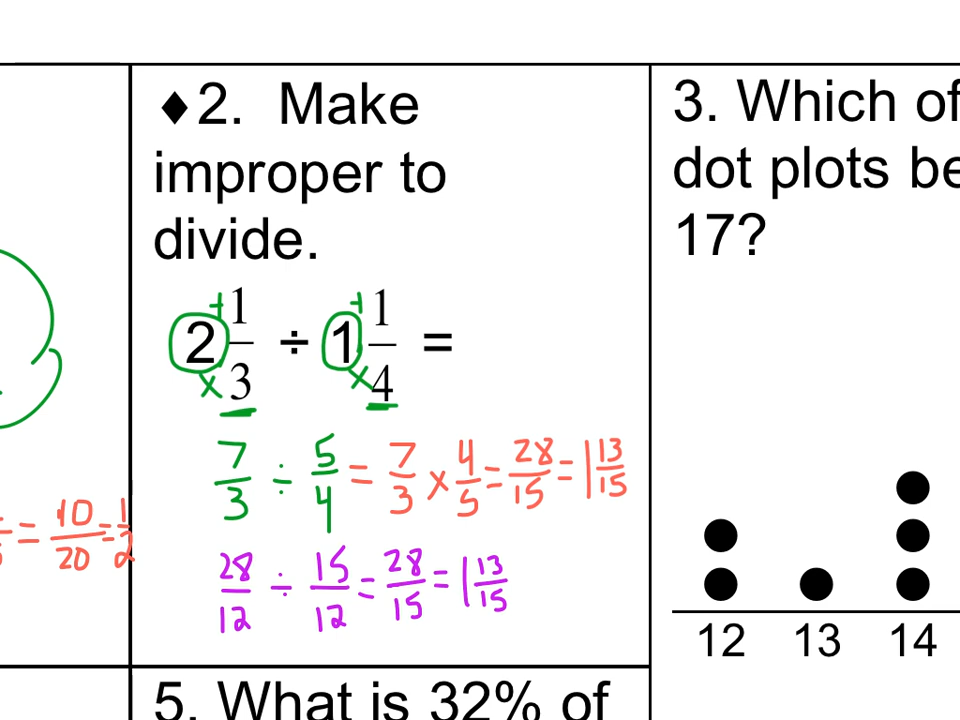 ♦2. Make
improper to
divide.
2 1/3 ÷ 1 1/4 =
+ +
× ×
7/3 ÷ 5/4 = 7/3 × 4/5 = 28/15 = 1 13/15
28/12 ÷ 15/12 = 28/15 = 1 13/15
= 10/20 = 1/2
3. Which of
dot plots be
17?
12 13 14
5. What is 32% of